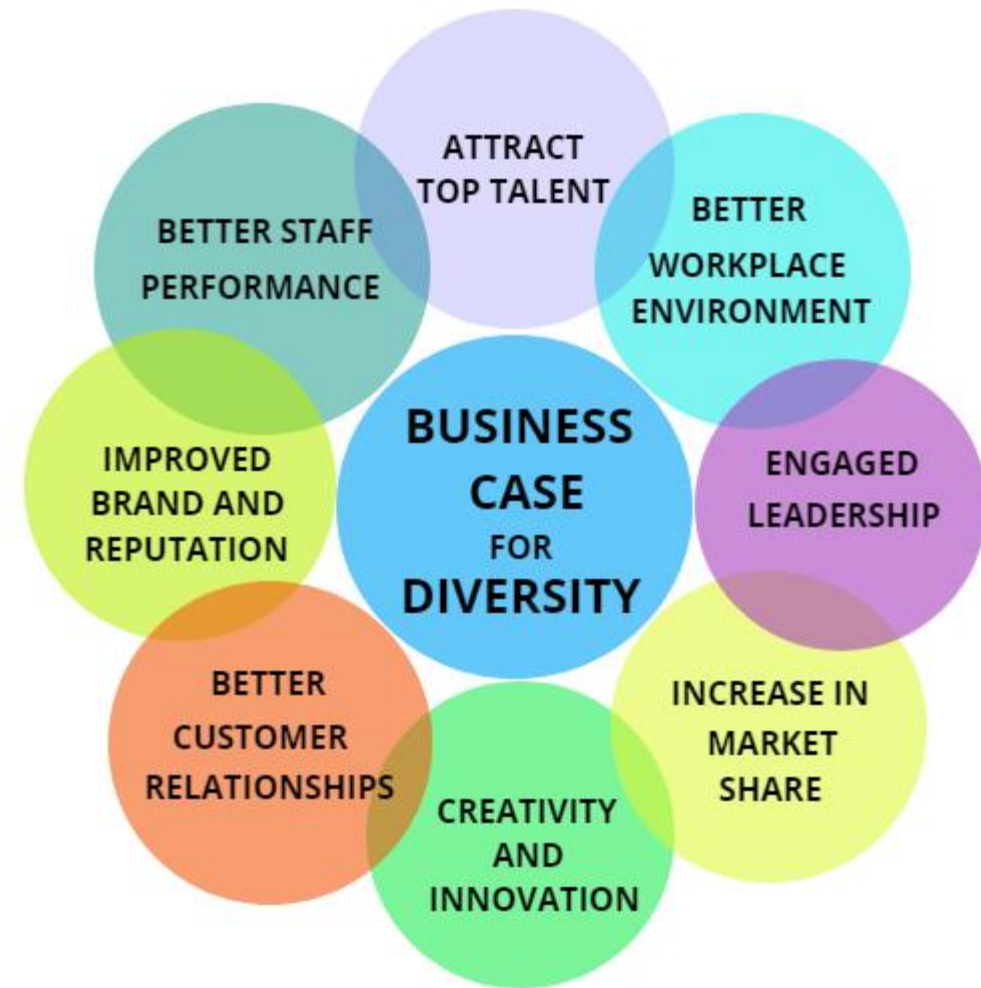 ATTRACT
TOP TALENT
BETTER
WORKPLACE
ENVIRONMENT
ENGAGED
LEADERSHIP
INCREASE IN
MARKET
SHARE
CREATIVITY
AND
INNOVATION
BETTER
CUSTOMER
RELATIONSHIPS
IMPROVED
BRAND AND
REPUTATION
BETTER STAFF
PERFORMANCE
BUSINESS
CASE
FOR
DIVERSITY